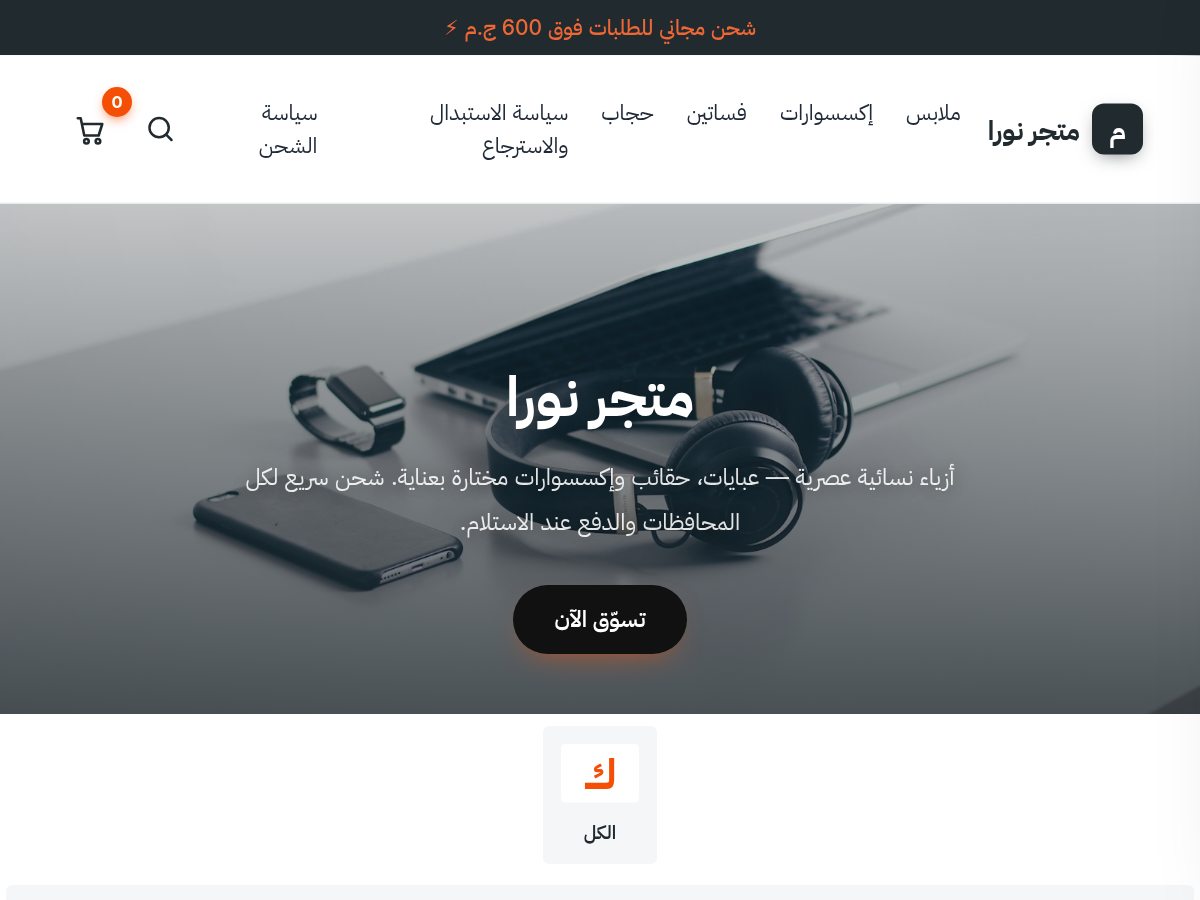 شحن مجاني للطلبات فوق 600 ج.م ⚡
م
متجر نورا
ملابس
إكسسوارات
فساتين
حجاب
سياسة الاستبدال
والاسترجاع
سياسة
الشحن
0
متجر نورا
أزياء نسائية عصرية — عبايات، حقائب وإكسسوارات مختارة بعناية. شحن سريع لكل
المحافظات والدفع عند الاستلام.
تسوّق الآن
ك
الكل